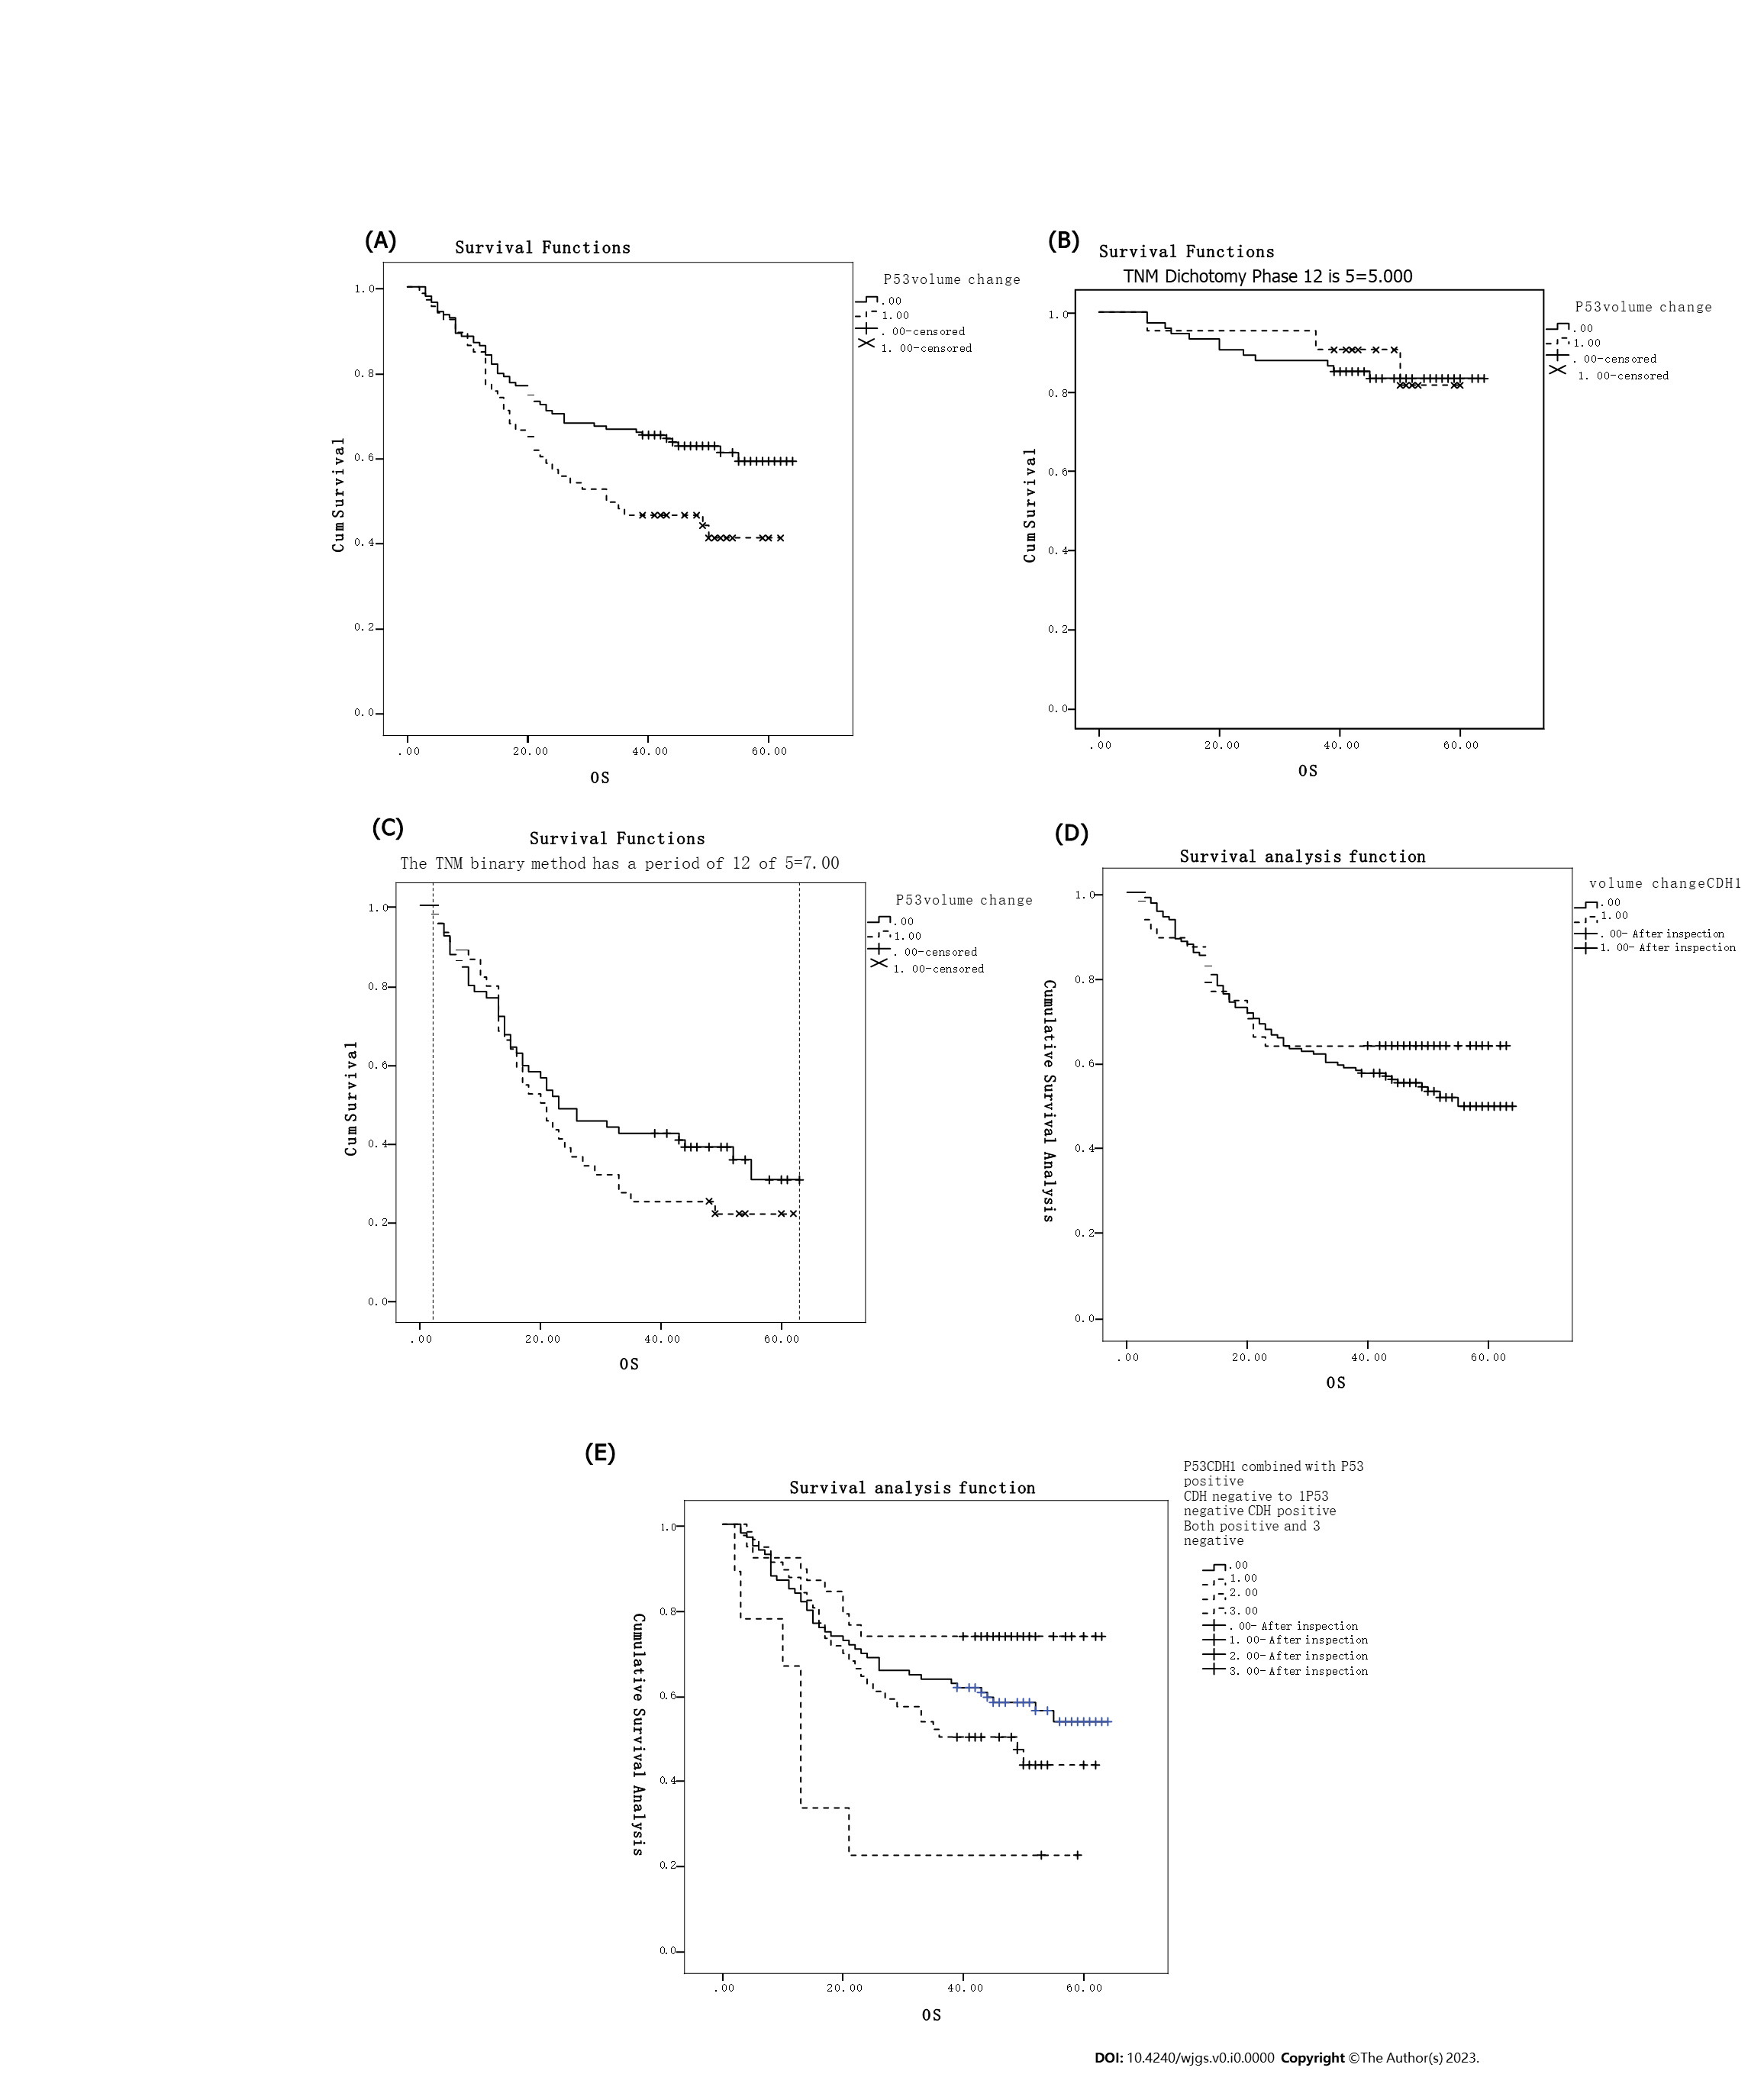 (A)
Survival Functions
P53volume change
.00
1.00
. 00-censored
1. 00-censored
1.0
0.8
0.6
0.4
0.2
0.0
Cum Survival
.00
20.00
40.00
60.00
OS
(B)
Survival Functions
TNM Dichotomy Phase 12 is 5=5.000
P53volume change
.00
1.00
. 00-censored
1. 00-censored
1.0
0.8
0.6
0.4
0.2
0.0
Cum Survival
.00
20.00
40.00
60.00
OS
(C)
Survival Functions
The TNM binary method has a period of 12 of 5=7.00
P53volume change
.00
1.00
. 00-censored
1. 00-censored
1.0
0.8
0.6
0.4
0.2
0.0
Cum Survival
.00
20.00
40.00
60.00
OS
(D)
Survival analysis function
volume changeCDH1
.00
1.00
. 00- After inspection
1. 00- After inspection
1.0
0.8
0.6
0.4
0.2
0.0
Cumulative Survival Analysis
.00
20.00
40.00
60.00
OS
(E)
Survival analysis function
P53CDH1 combined with P53
positive
CDH negative to 1P53
negative CDH positive
Both positive and 3
negative
.00
1.00
2.00
3.00
. 00- After inspection
1. 00- After inspection
2. 00- After inspection
3. 00- After inspection
1.0
0.8
0.6
0.4
0.2
0.0
Cumulative Survival Analysis
.00
20.00
40.00
60.00
OS
DOI: 10.4240/wjgs.v0.i0.0000 Copyright ©The Author(s) 2023.